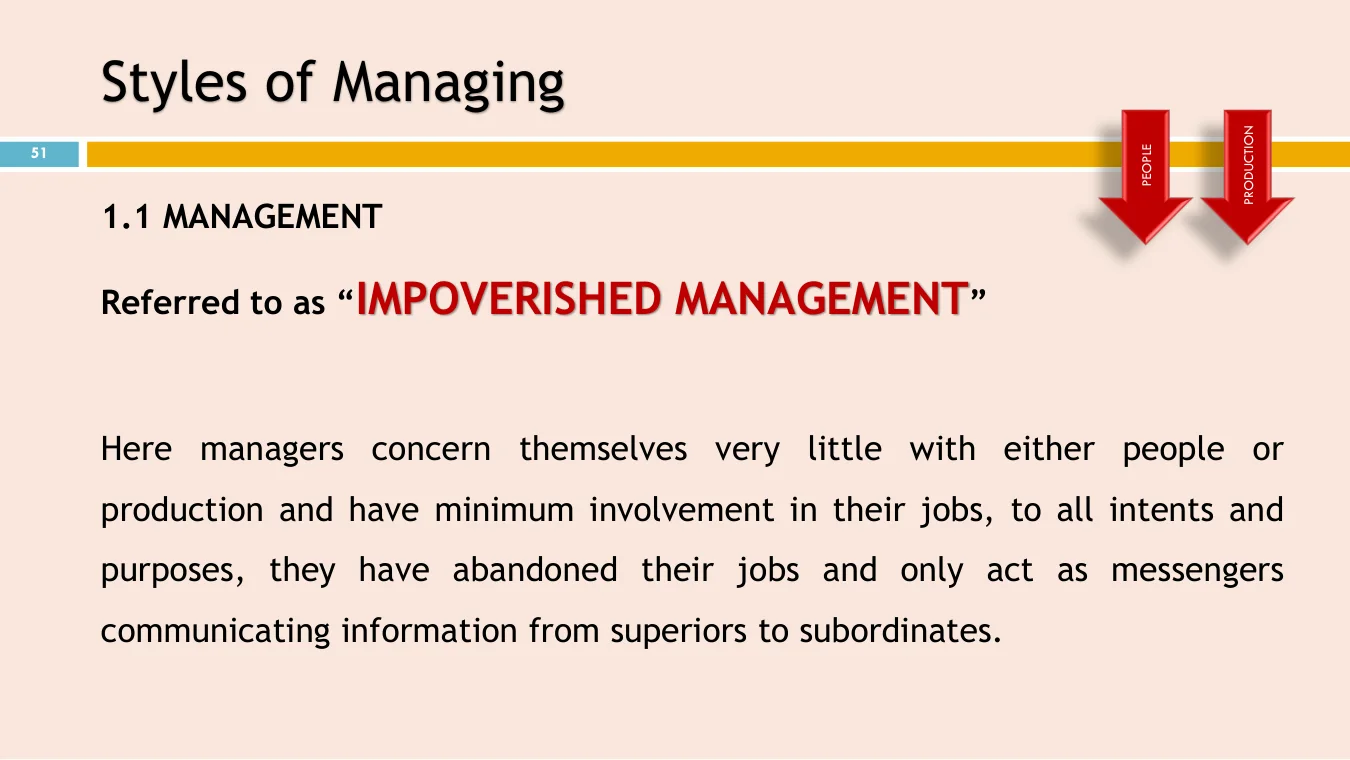 Styles of Managing
PEOPLE
PRODUCTION
51
1.1 MANAGEMENT
Referred to as “IMPOVERISHED MANAGEMENT”
Here managers concern themselves very little with either people or
production and have minimum involvement in their jobs, to all intents and
purposes, they have abandoned their jobs and only act as messengers
communicating information from superiors to subordinates.